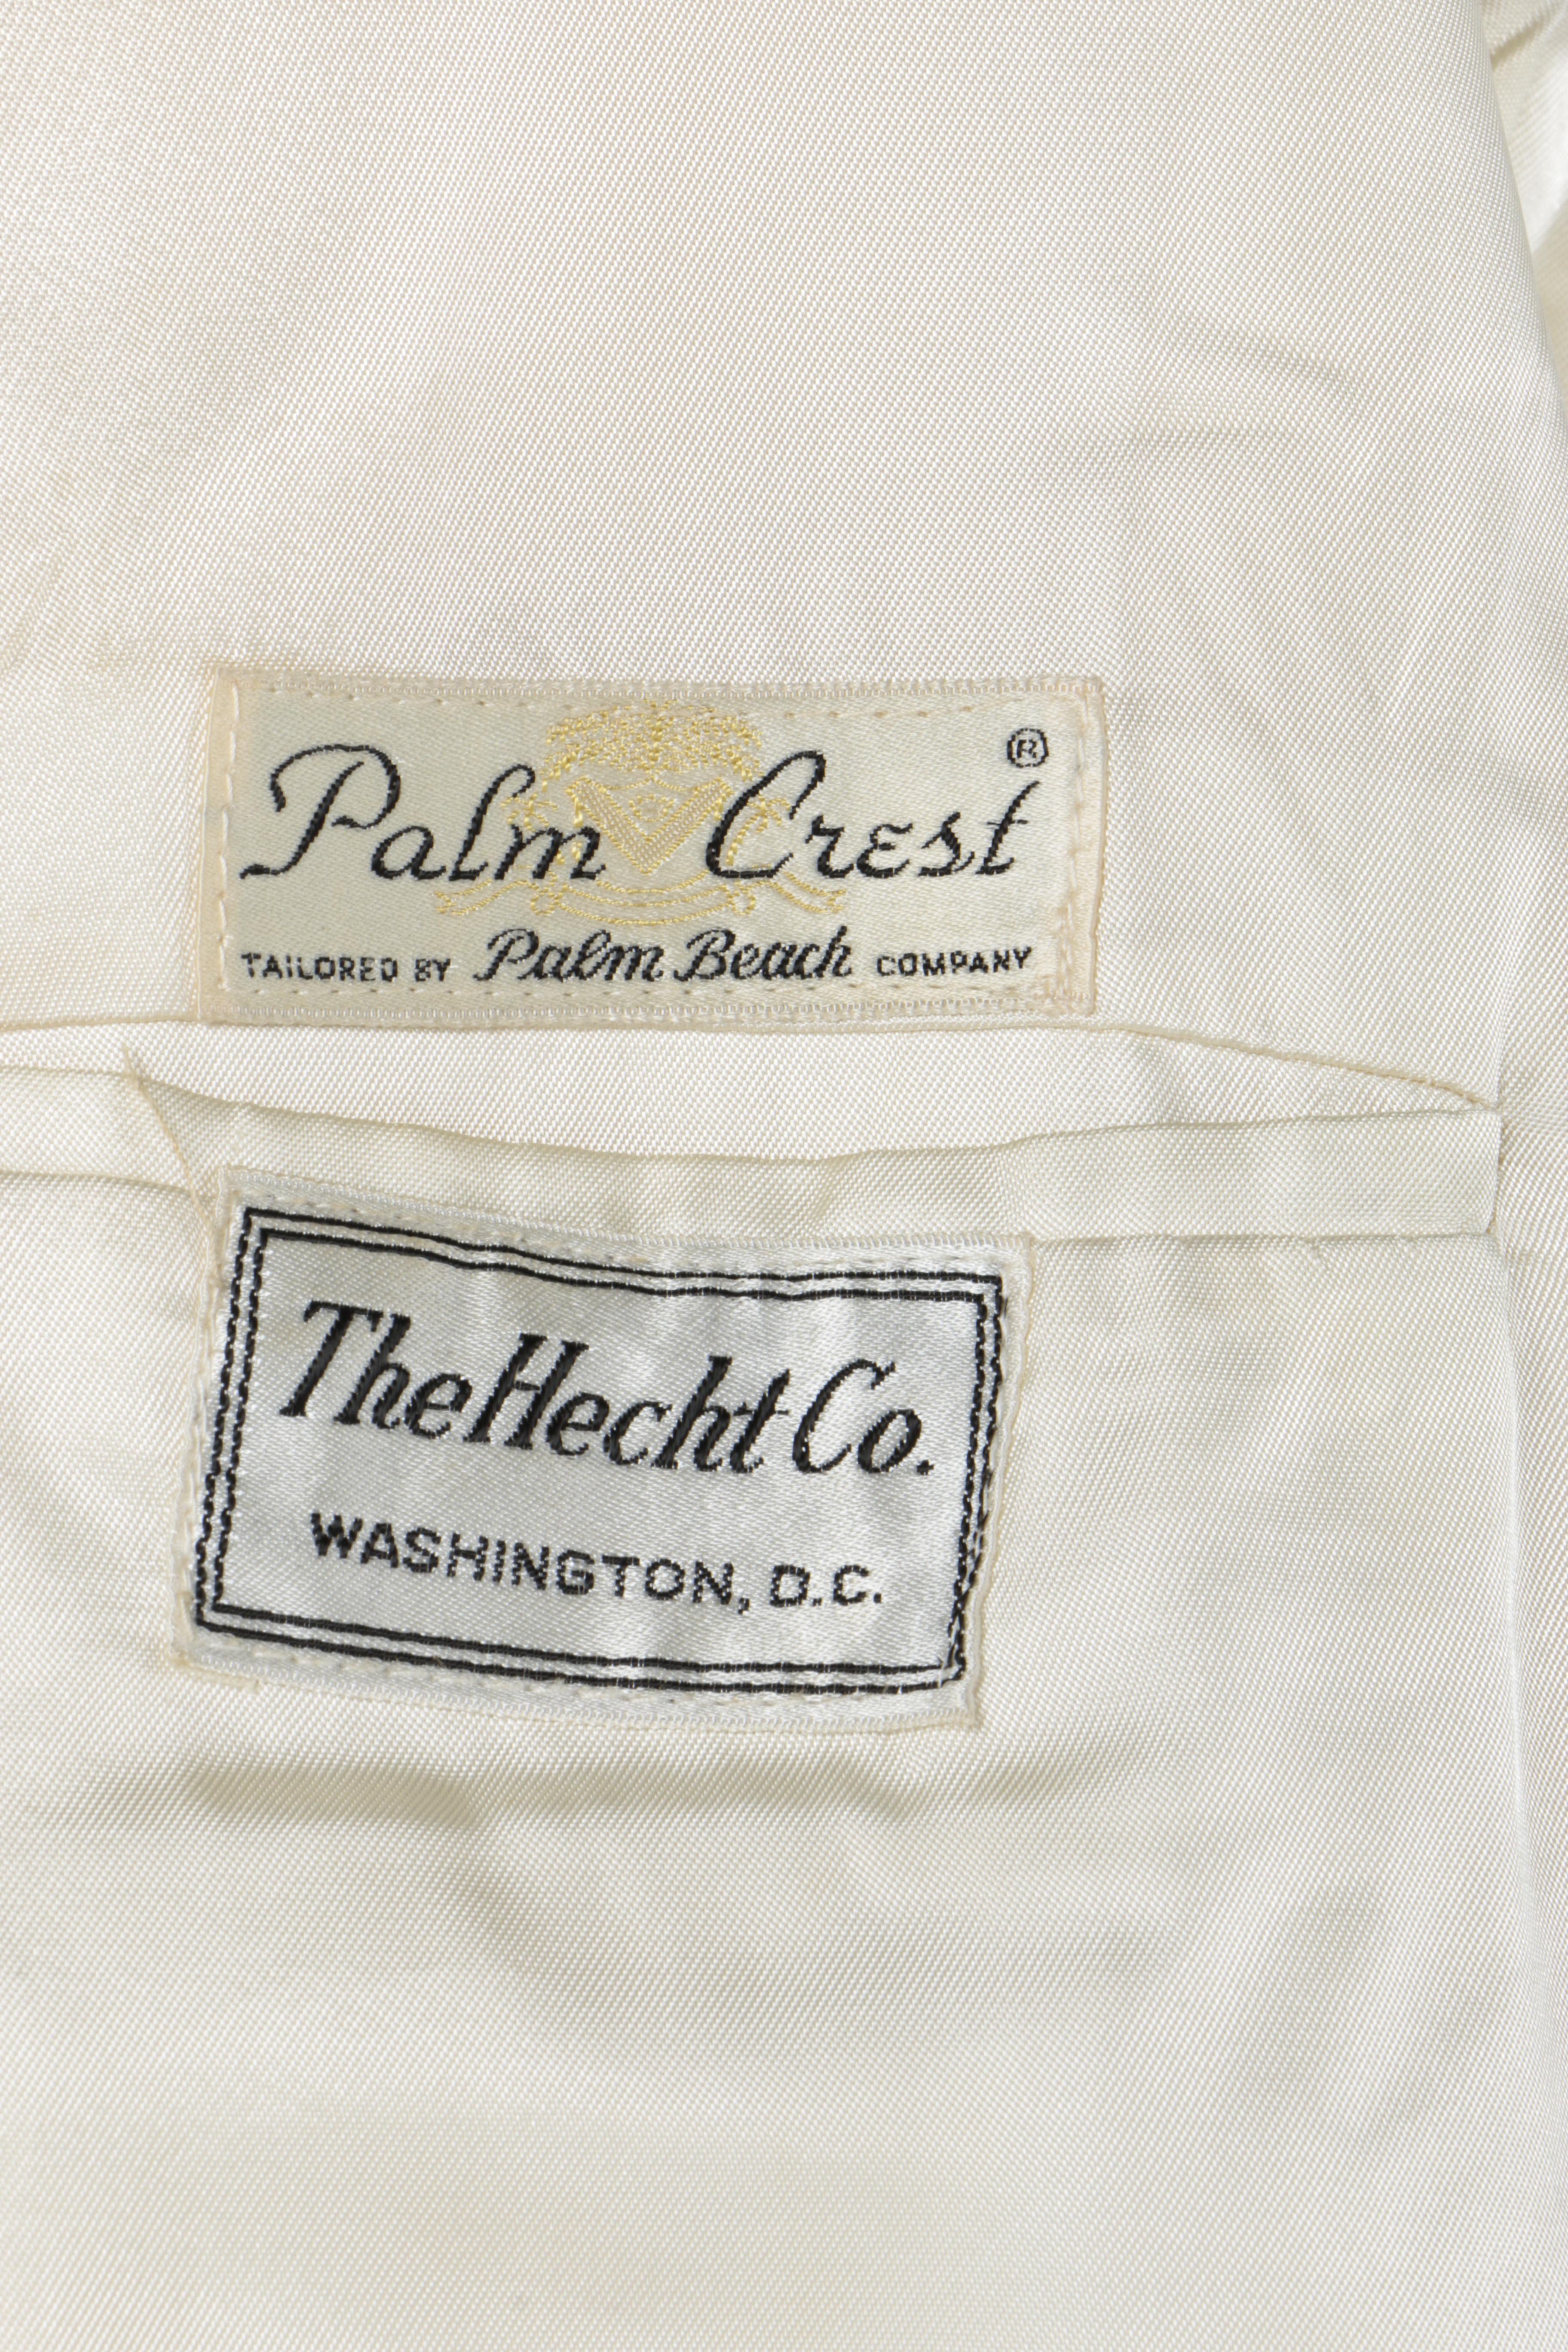 Palm Crest ®
TAILORED BY Palm Beach COMPANY
The Hecht Co.
WASHINGTON, D.C.